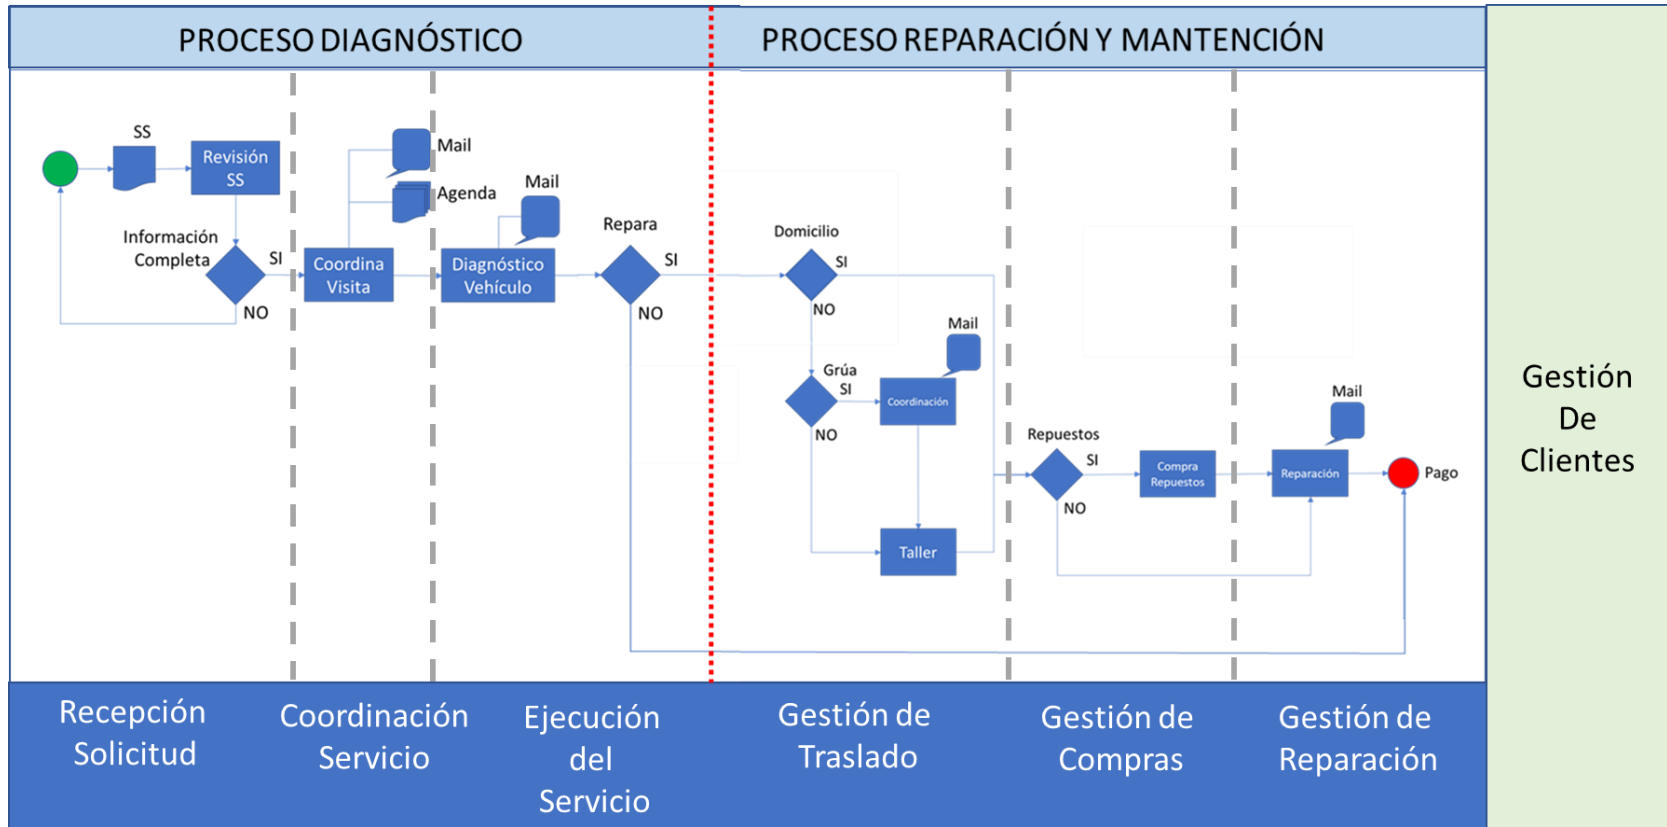 PROCESO DIAGNÓSTICO
PROCESO REPARACIÓN Y MANTENCIÓN
SS
Revisión
SS
Información
Completa
SI
NO
Mail
Agenda
Coordina
Visita
Mail
Diagnóstico
Vehículo
Repara
SI
NO
Domicilio
SI
NO
Grúa
SI
NO
Mail
Coordinación
Taller
Repuestos
SI
NO
Compra
Repuestos
Mail
Reparación
Pago
Recepción
Solicitud
Coordinación
Servicio
Ejecución
del
Servicio
Gestión de
Traslado
Gestión de
Compras
Gestión de
Reparación
Gestión
De
Clientes